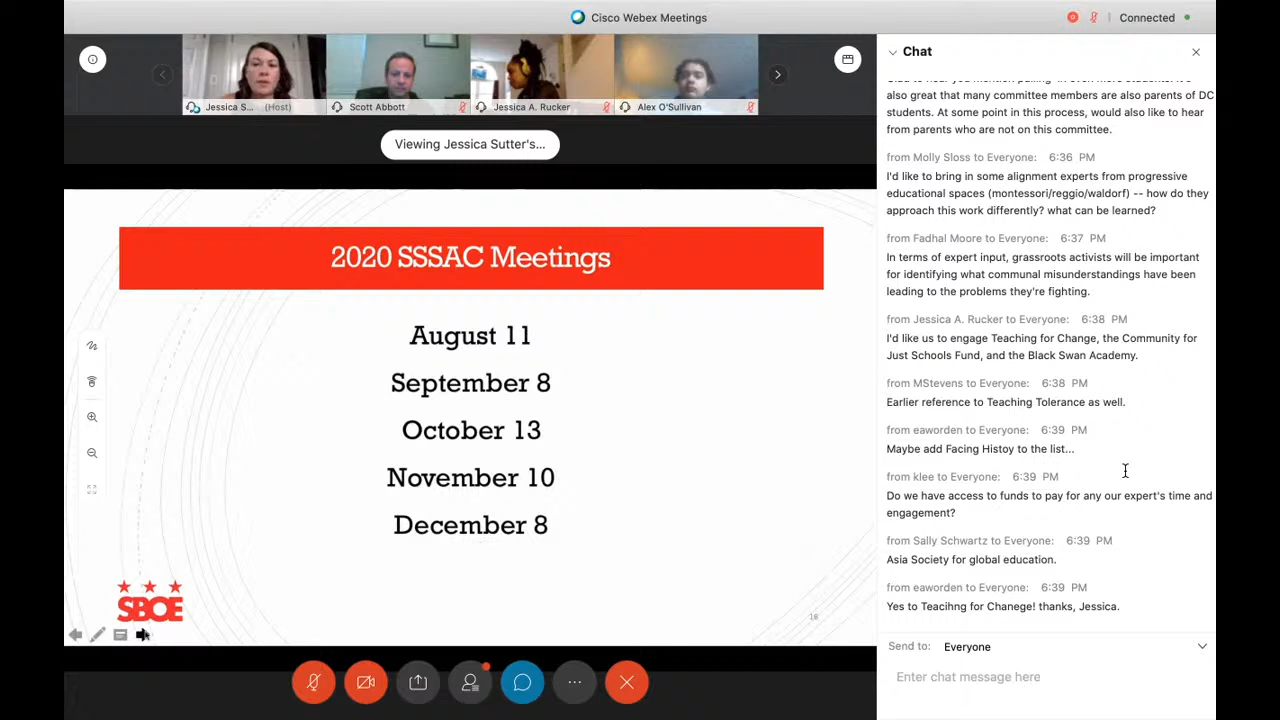 Cisco Webex Meetings
Connected
Jessica S... (Host)
Scott Abbott
Jessica A. Rucker
Alex O'Sullivan
Viewing Jessica Sutter's...
2020 SSSAC Meetings
August 11
September 8
October 13
November 10
December 8
SBOE
16
Chat
also great that many committee members are also parents of DC
students. At some point in this process, would also like to hear
from parents who are not on this committee.
from Molly Sloss to Everyone: 6:36 PM
I'd like to bring in some alignment experts from progressive
educational spaces (montessori/reggio/waldorf) -- how do they
approach this work differently? what can be learned?
from Fadhal Moore to Everyone: 6:37 PM
In terms of expert input, grassroots activists will be important
for identifying what communal misunderstandings have been
leading to the problems they're fighting.
from Jessica A. Rucker to Everyone: 6:38 PM
I'd like us to engage Teaching for Change, the Community for
Just Schools Fund, and the Black Swan Academy.
from MStevens to Everyone: 6:38 PM
Earlier reference to Teaching Tolerance as well.
from eaworden to Everyone: 6:39 PM
Maybe add Facing Histoy to the list...
from klee to Everyone: 6:39 PM
Do we have access to funds to pay for any our expert's time and
engagement?
from Sally Schwartz to Everyone: 6:39 PM
Asia Society for global education.
from eaworden to Everyone: 6:39 PM
Yes to Teacihng for Chanege! thanks, Jessica.
Send to: Everyone
Enter chat message here